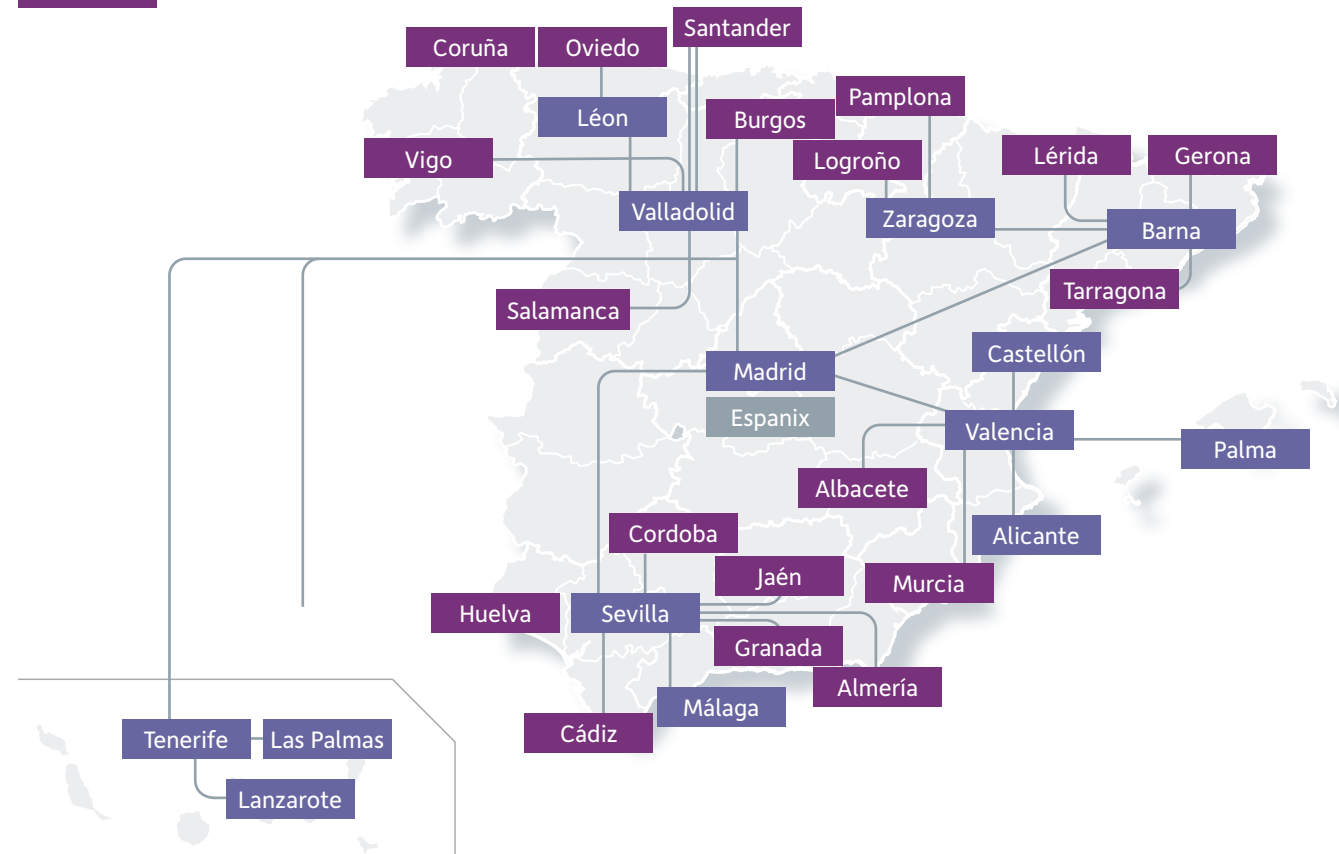 Santander
Coruña
Oviedo
Pamplona
Léon
Burgos
Vigo
Logroño
Lérida
Gerona
Valladolid
Zaragoza
Barna
Salamanca
Tarragona
Madrid
Castellón
Espanix
Valencia
Palma
Albacete
Cordoba
Alicante
Jaén
Murcia
Huelva
Sevilla
Granada
Almería
Málaga
Cádiz
Tenerife
Las Palmas
Lanzarote